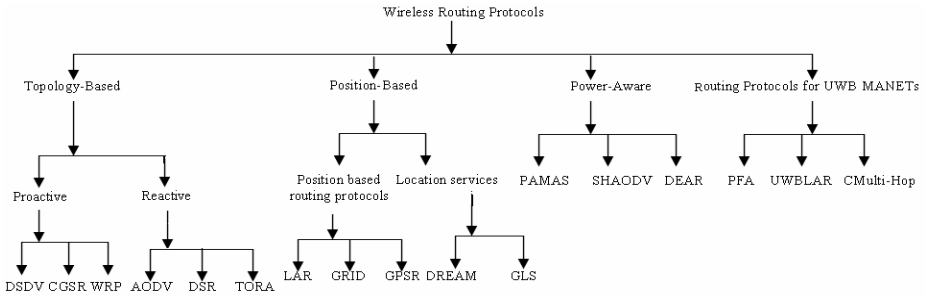 Wireless Routing Protocols
Topology-Based
Position-Based
Power-Aware
Routing Protocols for UWB MANETs
Proactive
Reactive
Position based
routing protocols
Location services
PAMAS
SHAODV
DEAR
PFA
UWBLAR
CMulti-Hop
DSDV
CGSR
WRP
AODV
DSR
TORA
LAR
GRID
GPSR
DREAM
GLS